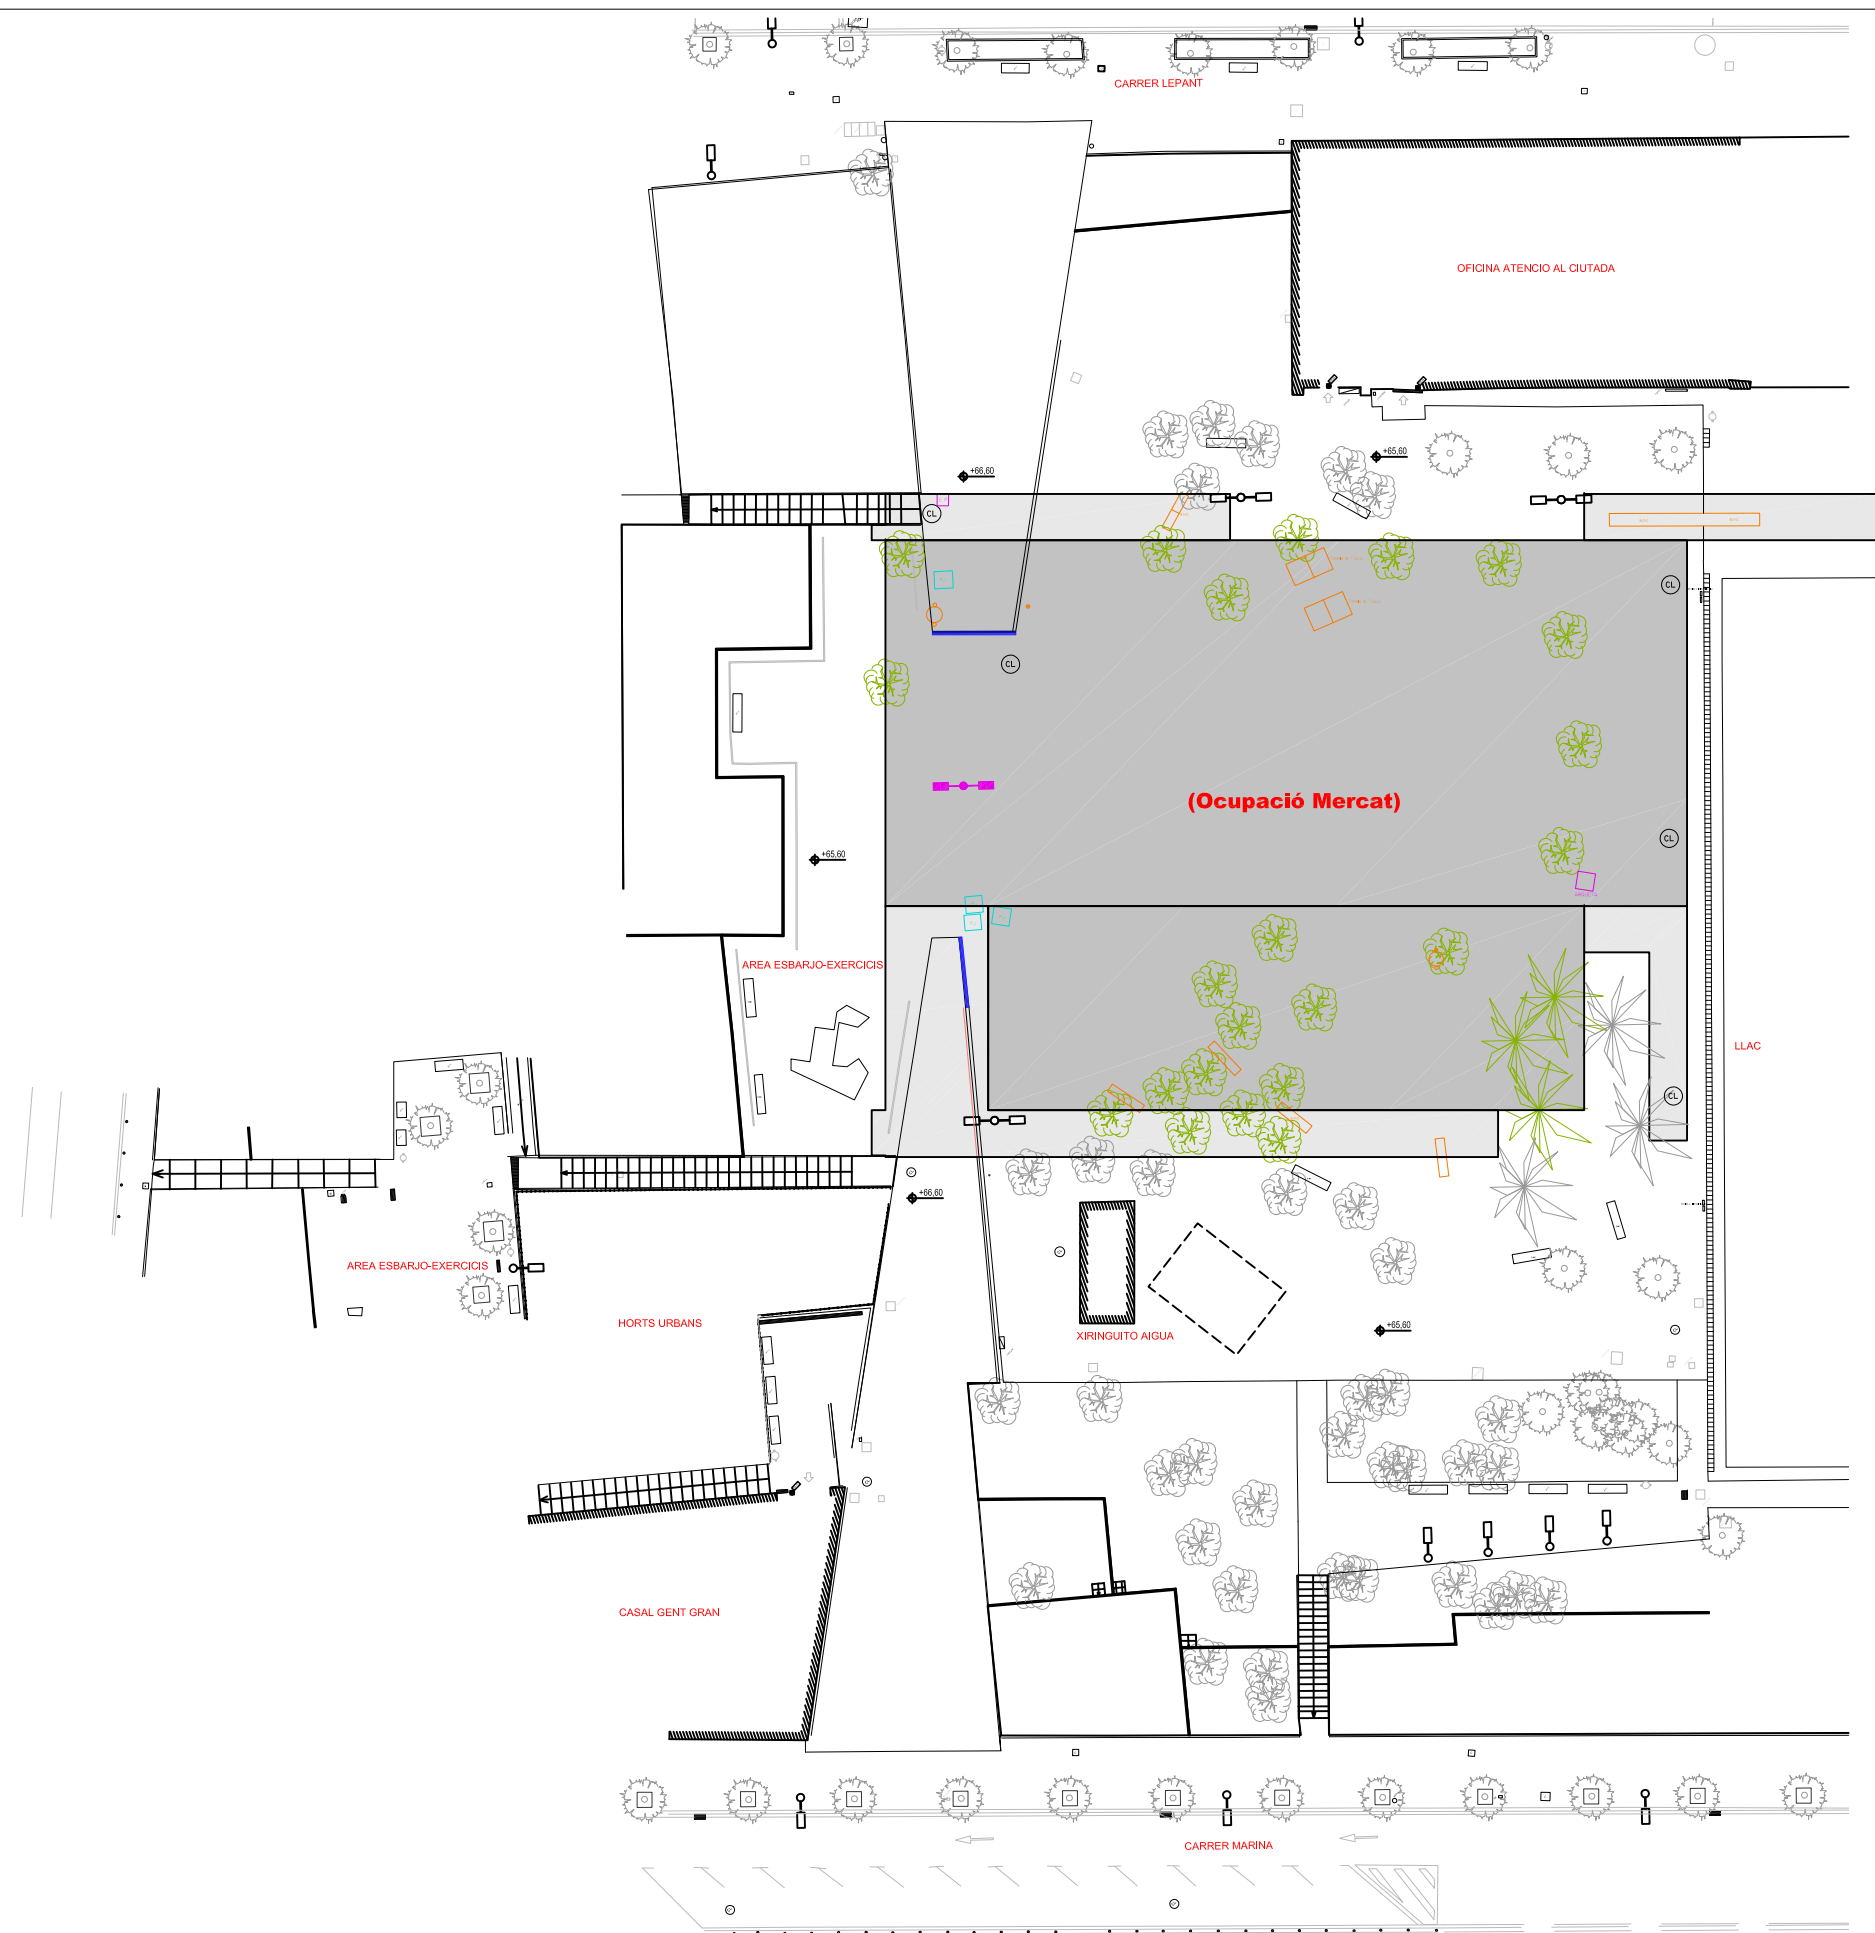 CARRER LEPANT
OFICINA ATENCIO AL CIUTADA
+65,60
+66,60
CL
CL
CL
(Ocupació Mercat)
CL
+65,60
AREA ESBARJO-EXERCICIS
LLAC
CL
+66,60
AREA ESBARJO-EXERCICIS
HORTS URBANS
XIRINGUITO AIGUA
+65,60
CASAL GENT GRAN
CARRER MARINA